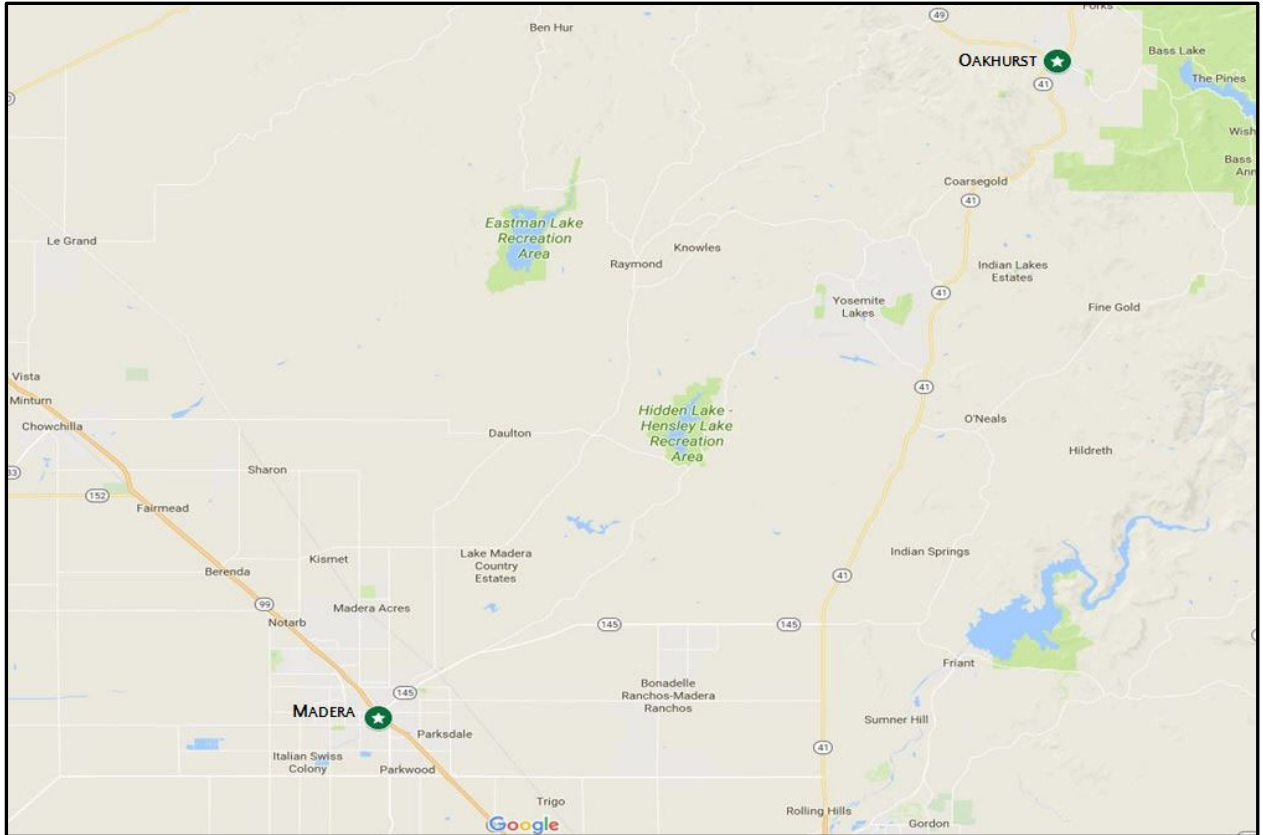 Forks
Ben Hur
49
OAKHURST
Bass Lake
41
The Pines
Wish
Bass
Ann
Coarsegold
41
Le Grand
Eastman Lake
Recreation
Area
Knowles
Raymond
Indian Lakes
Estates
41
Yosemite
Lakes
Fine Gold
Vista
Minturn
41
Chowchilla
Hidden Lake -
Hensley Lake
Recreation
Area
O'Neals
Daulton
Hildreth
Sharon
152
Fairmead
Kismet
Lake Madera
Country
Estates
Indian Springs
Berenda
41
99
Madera Acres
Notarb
145
145
Friant
Bonadelle
Ranchos-Madera
Ranchos
145
MADERA
Sumner Hill
Parksdale
41
Italian Swiss
Colony
Parkwood
Trigo
Rolling Hills
Google
Gordon